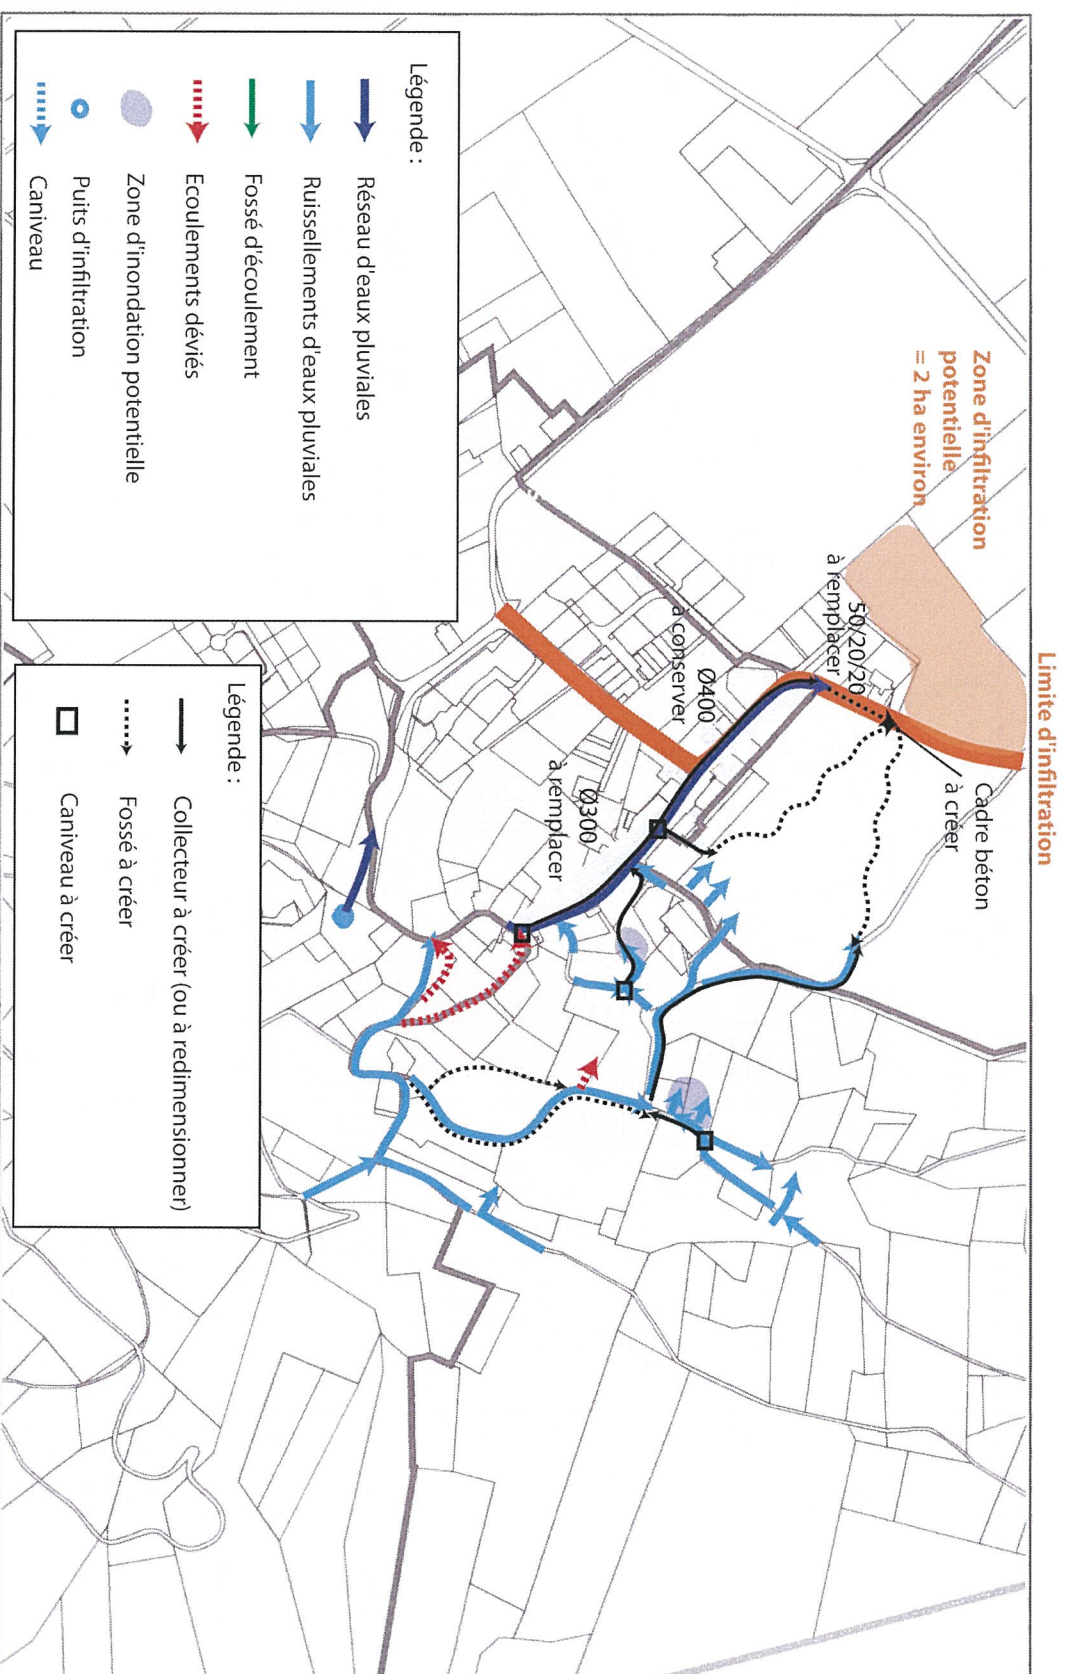 Limite d'infiltration
Zone d'infiltration
potentielle
= 2 ha environ
Cadre béton
à créer
50/20/20
à remplacer
Ø400
à conserver
Ø300
à remplacer
Légende :
Réseau d'eaux pluviales
Ruissellements d'eaux pluviales
Fossé d'écoulement
Ecoulements déviés
Zone d'inondation potentielle
Puits d'infiltration
Caniveau
Légende :
Collecteur à créer (ou à redimensionner)
Fossé à créer
Caniveau à créer